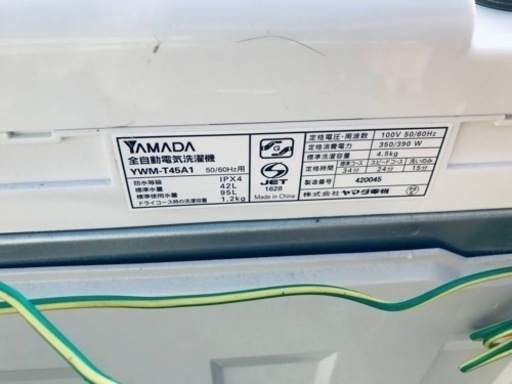 YAMADA
全自動電気洗濯機
YWM-T45A1 50/60Hz用
防水等級 IPX4
標準水量 42L
標準使用水量 95L
ドライコース時の洗濯容量 1.2kg
JET
1628
Made in China
定格電圧・周波数 100V 50/60Hz
定格消費電力 350/390 W
標準洗濯容量 4.5kg
標準コース スピードコース 洗いのみ
34分 24分 15分
製造番号 420045
株式会社 ヤマダ電機